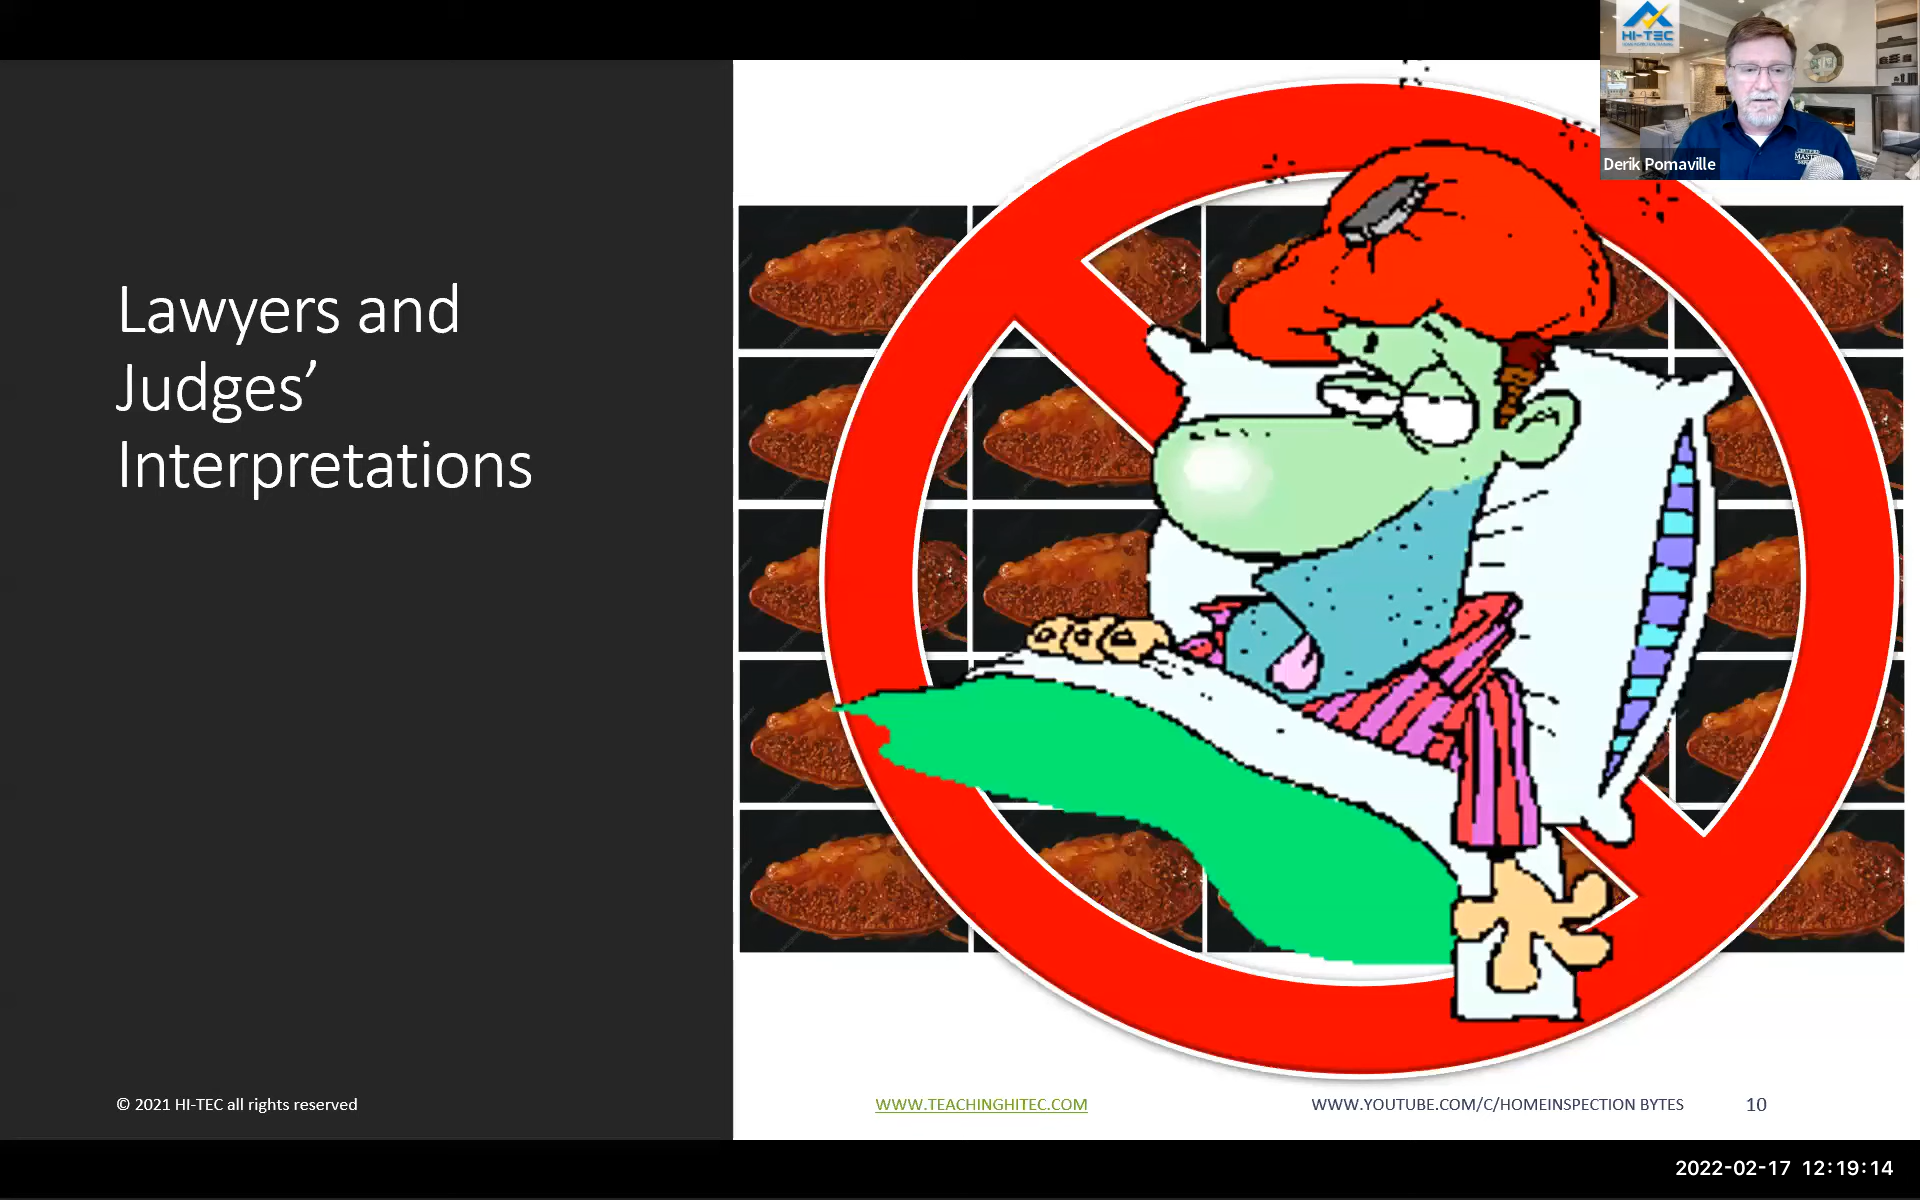 HI-TEC
Derik Pomaville
Lawyers and
Judges’
Interpretations
© 2021 HI-TEC all rights reserved
WWW.TEACHINGHITEC.COM
WWW.YOUTUBE.COM/C/HOMEINSPECTION BYTES
10
2022-02-17 12:19:14